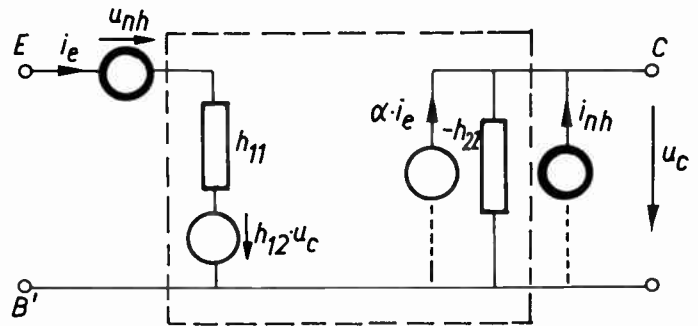 E
i_e
u_nh
h_11
h_12·u_c
B'
α·i_e
-h_22
i_nh
C
u_c